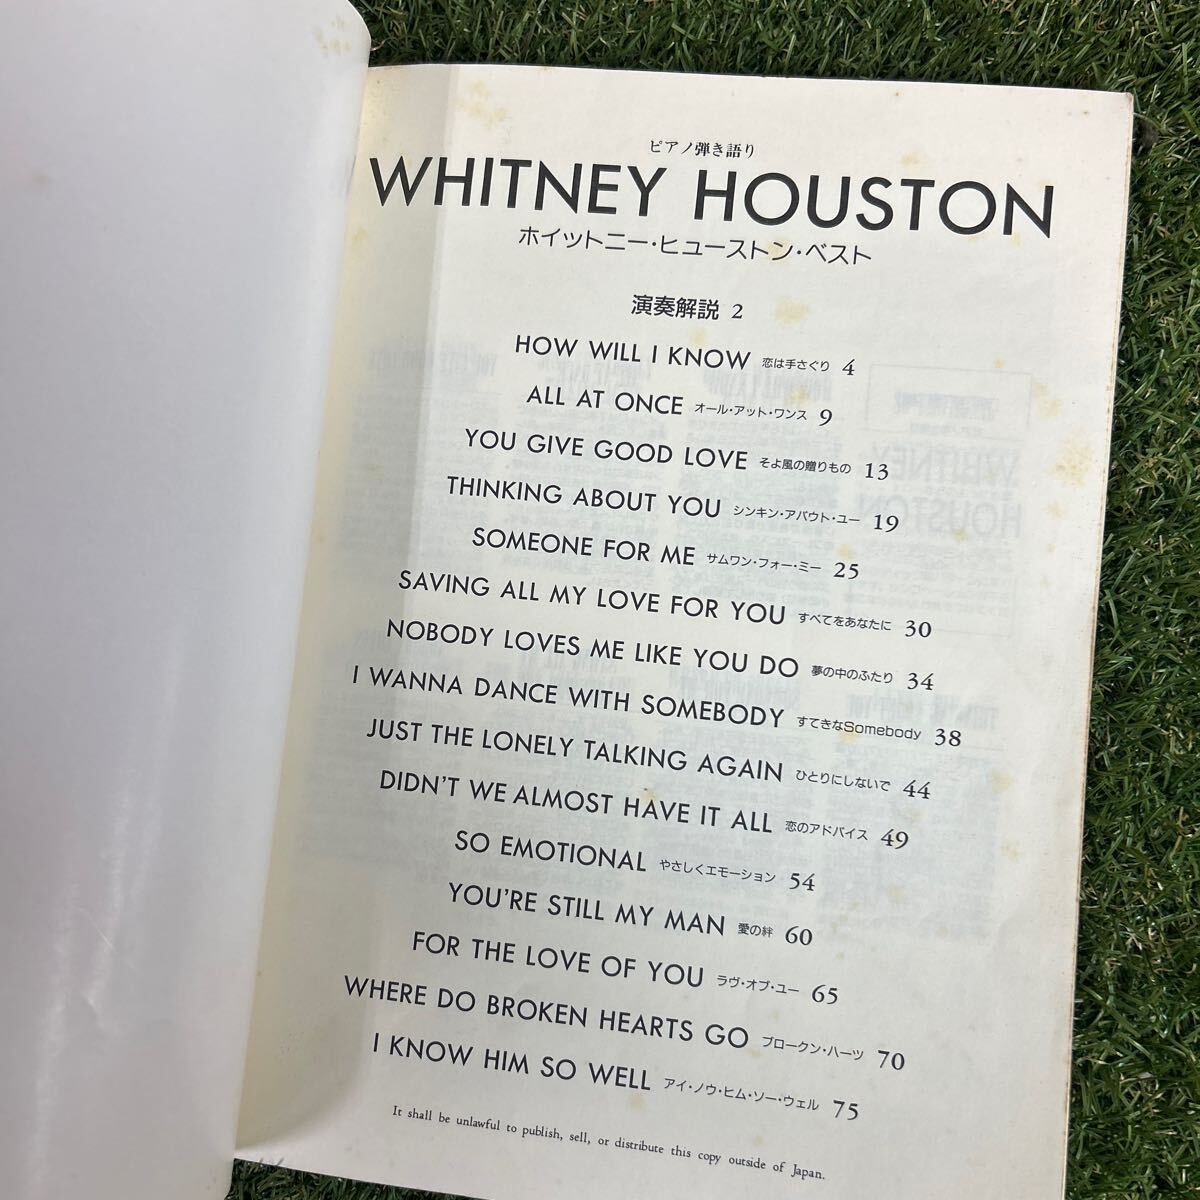 ピアノ弾き語り
WHITNEY HOUSTON
ホイットニー・ヒューストン・ベスト
演奏解説 2
HOW WILL I KNOW 恋は手さぐり 4
ALL AT ONCE オール・アット・ワンス 9
YOU GIVE GOOD LOVE そよ風の贈りもの 13
THINKING ABOUT YOU シンキン・アバウト・ユー 19
SOMEONE FOR ME サムワン・フォー・ミー 25
SAVING ALL MY LOVE FOR YOU すべてをあなたに 30
NOBODY LOVES ME LIKE YOU DO 夢の中のふたり 34
I WANNA DANCE WITH SOMEBODY すてきなSomebody 38
JUST THE LONELY TALKING AGAIN ひとりにしないで 44
DIDN'T WE ALMOST HAVE IT ALL 恋のアドバイス 49
SO EMOTIONAL やさしくエモーション 54
YOU'RE STILL MY MAN 愛の絆 60
FOR THE LOVE OF YOU ラヴ・オブ・ユー 65
WHERE DO BROKEN HEARTS GO ブロークン・ハーツ 70
I KNOW HIM SO WELL アイ・ノウ・ヒム・ソー・ウェル 75
It shall be unlawful to publish, sell, or distribute this copy outside of Japan.